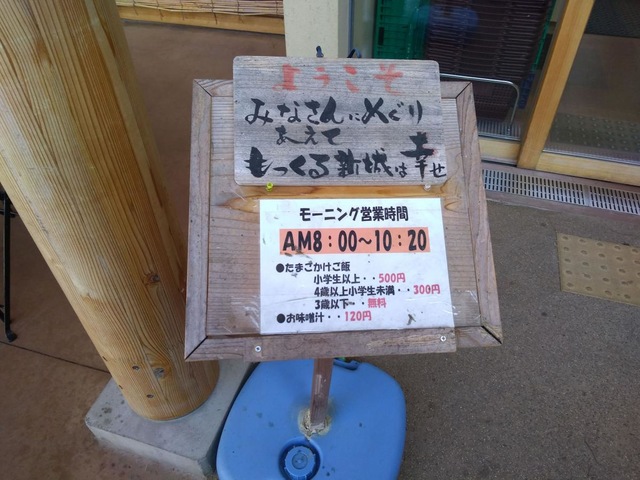 ようこそ
みなさんにめぐり
あえて
もっくる新城は幸せ
モーニング営業時間
AM8：00～10：20
●たまごかけご飯
小学生以上・・500円
4歳以上小学生未満・・300円
3歳以下・・無料
●お味噌汁・・120円